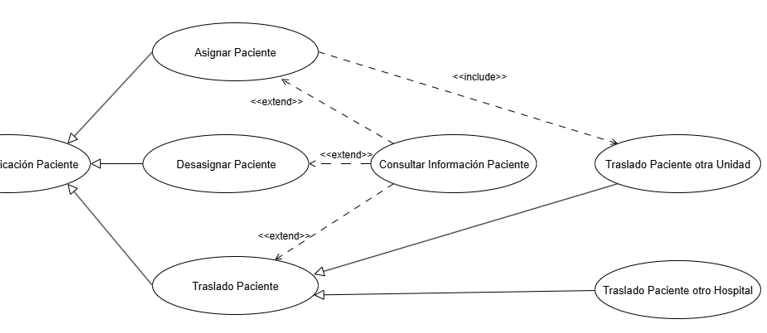 Asignar Paciente
<<include>>
<<extend>>
<<extend>>
icación Paciente
Desasignar Paciente
Consultar Información Paciente
Traslado Paciente otra Unidad
<<extend>>
Traslado Paciente
Traslado Paciente otro Hospital